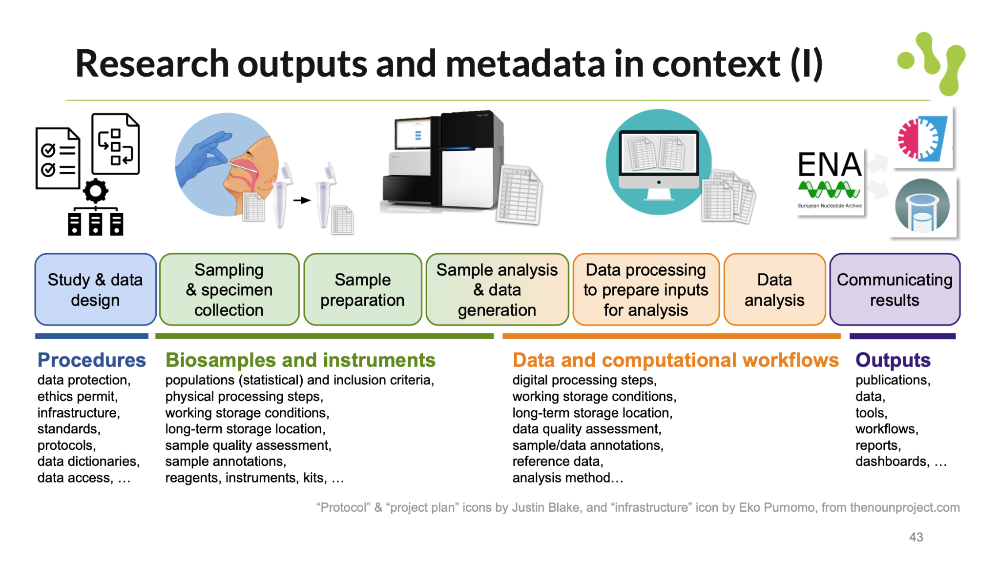 Research outputs and metadata in context (I)
ENA
European Nucleotide Archive
Study & data
design
Sampling
& specimen
collection
Sample
preparation
Sample analysis
& data
generation
Data processing
to prepare inputs
for analysis
Data
analysis
Communicating
results
Procedures
data protection,
ethics permit,
infrastructure,
standards,
protocols,
data dictionaries,
data access, …
Biosamples and instruments
populations (statistical) and inclusion criteria,
physical processing steps,
working storage conditions,
long-term storage location,
sample quality assessment,
sample annotations,
reagents, instruments, kits, …
Data and computational workflows
digital processing steps,
working storage conditions,
long-term storage location,
data quality assessment,
sample/data annotations,
reference data,
analysis method…
Outputs
publications,
data,
tools,
workflows,
reports,
dashboards, …
“Protocol” & “project plan” icons by Justin Blake, and “infrastructure” icon by Eko Purnomo, from thenounproject.com
43